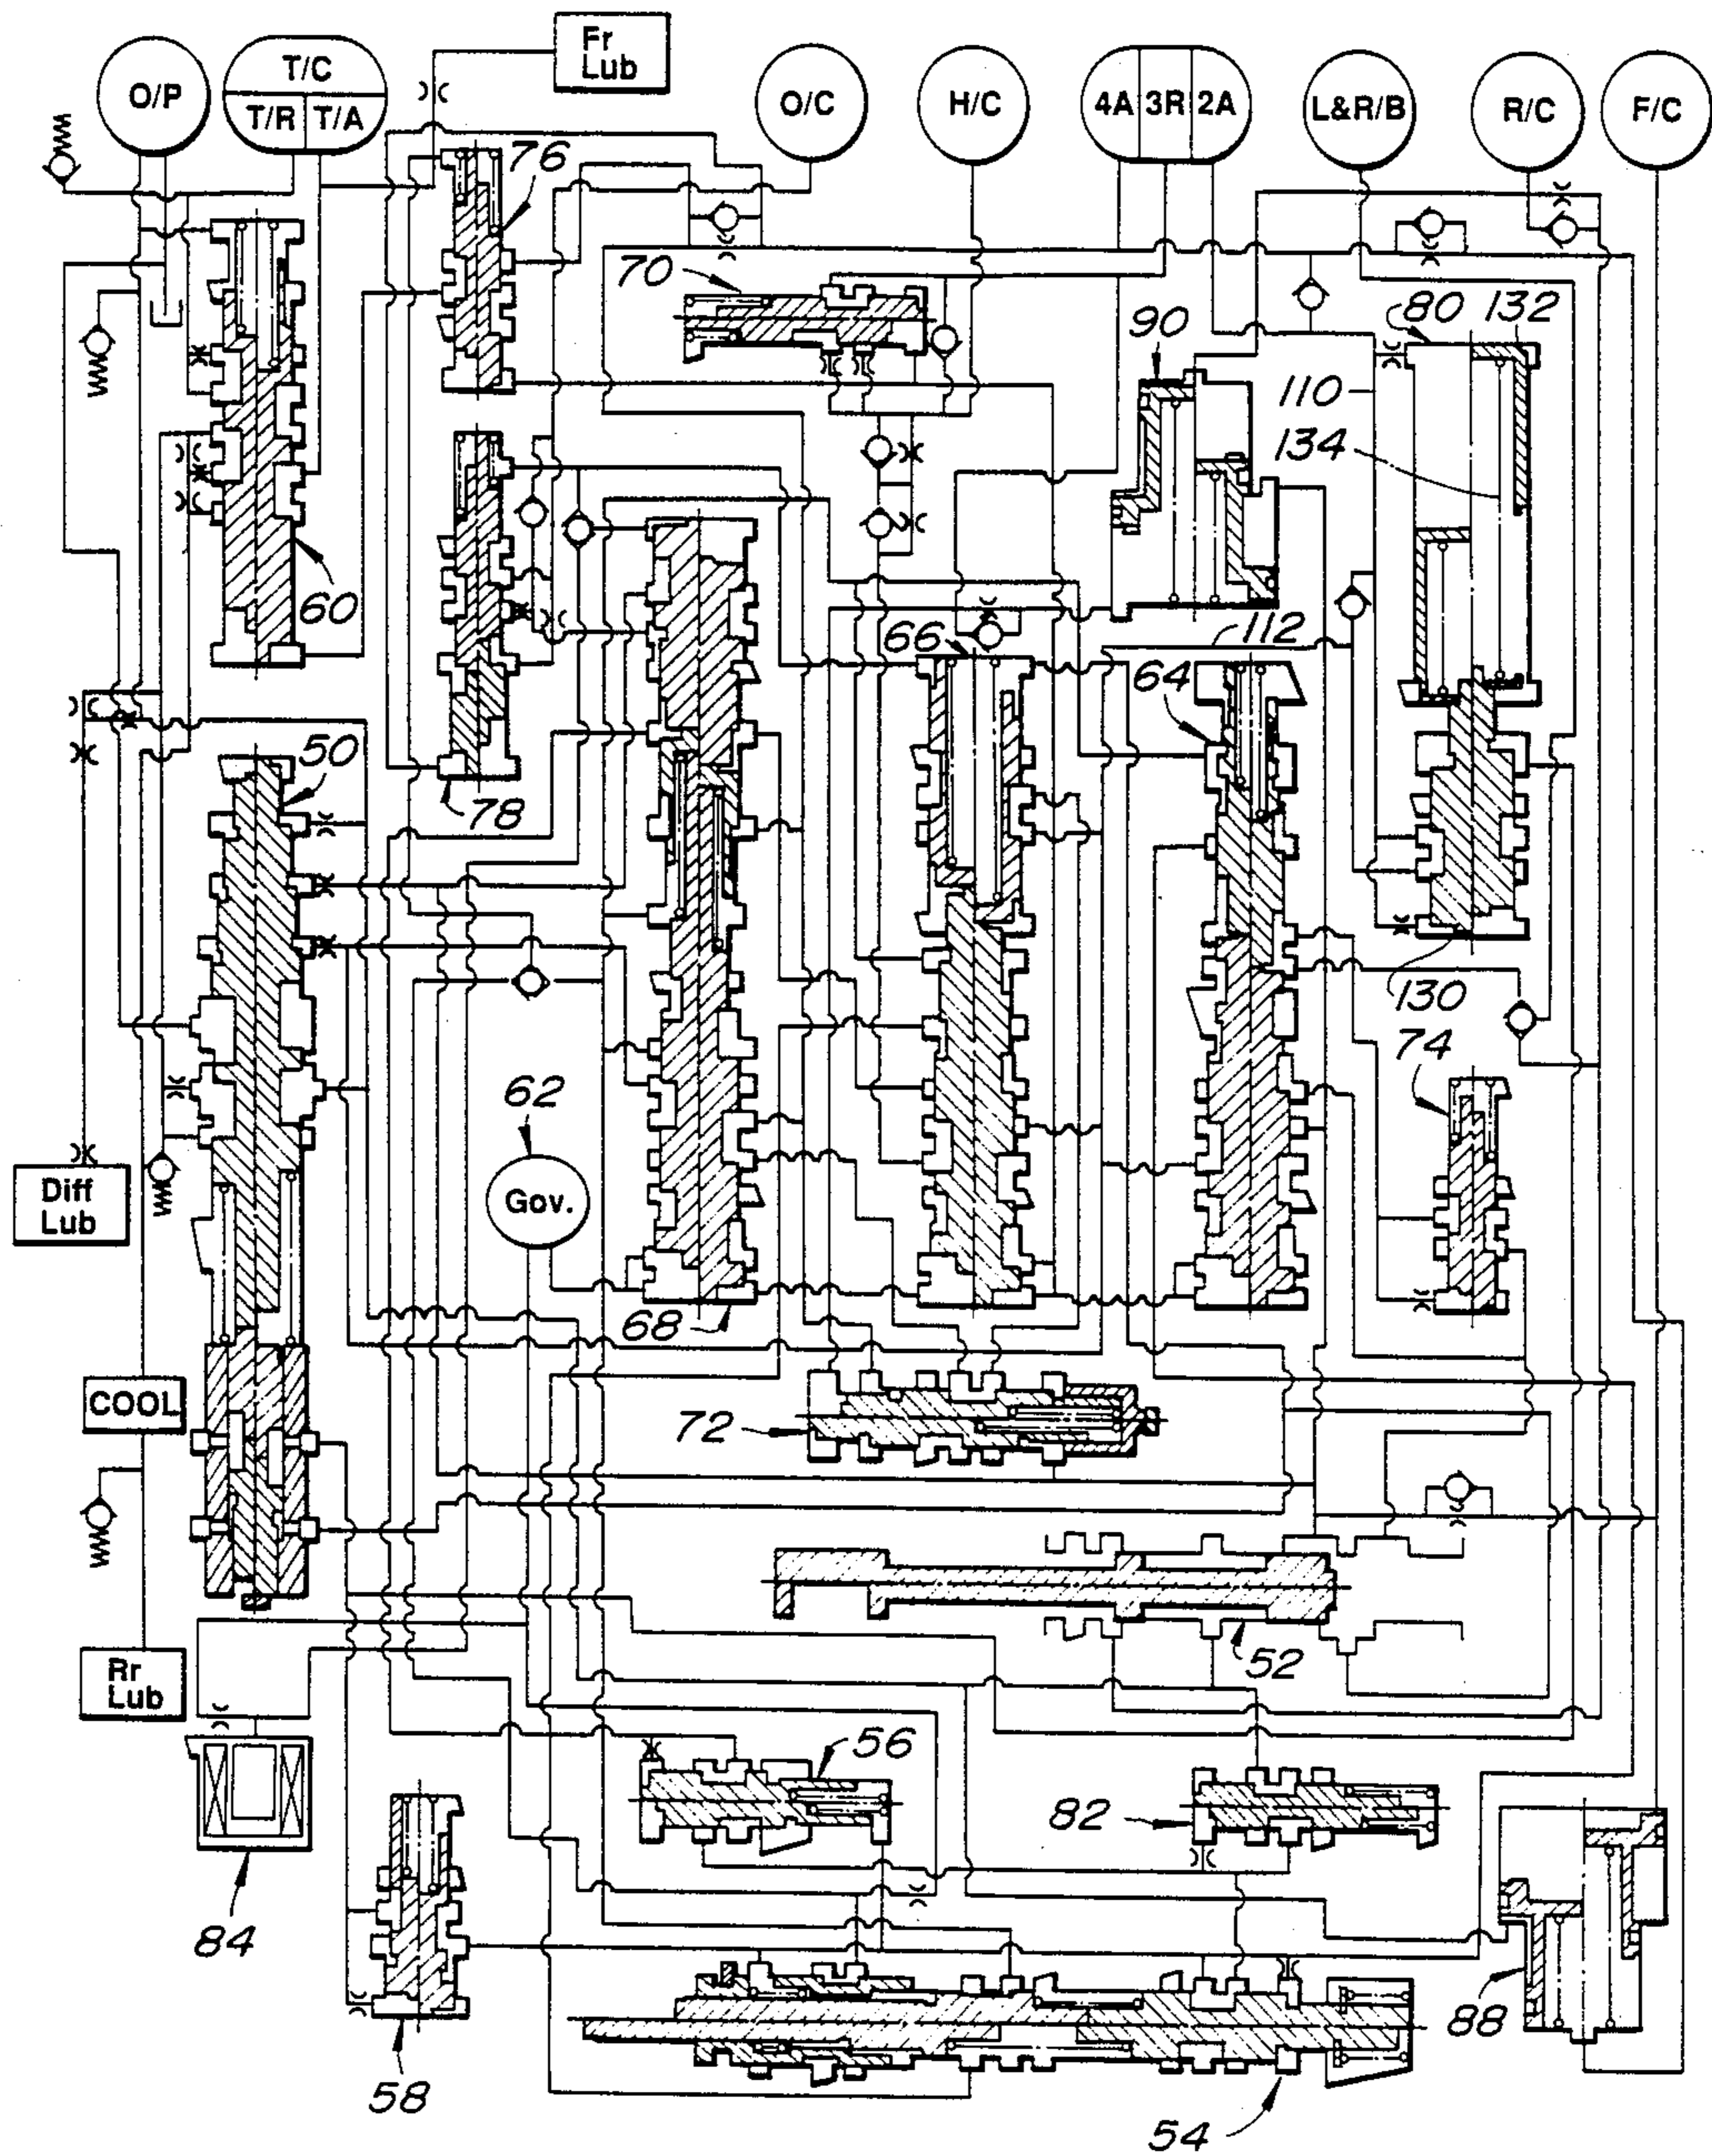 Fr
Lub
O/P
T/C
T/R
T/A
O/C
H/C
4A
3R
2A
L&R/B
R/C
F/C
76
70
90
80
132
110
134
60
66
112
64
50
78
130
74
62
Gov.
Diff
Lub
68
COOL
72
52
Rr
Lub
56
82
84
88
58
54